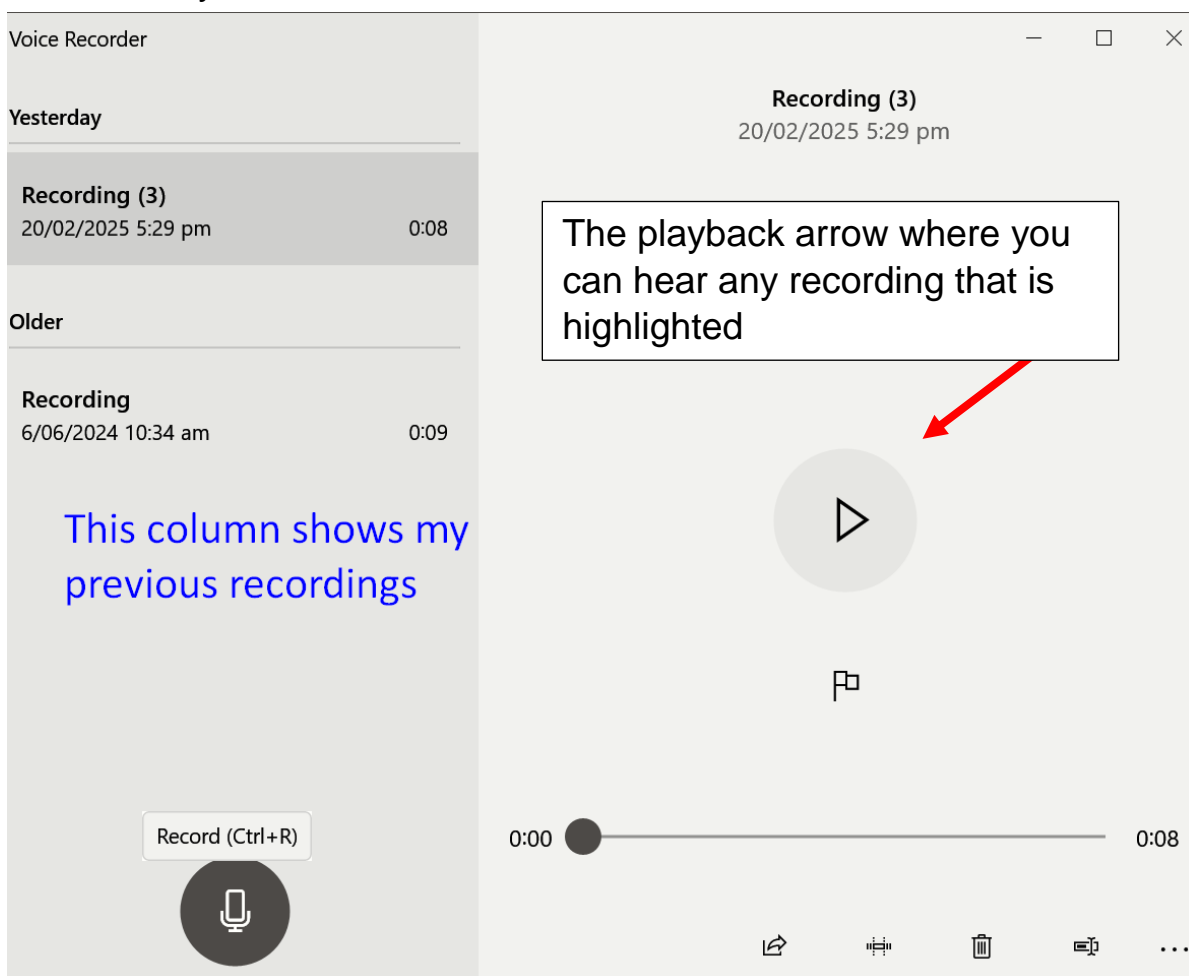 Voice Recorder
Yesterday
Recording (3)
20/02/2025 5:29 pm 0:08
Older
Recording
6/06/2024 10:34 am 0:09
This column shows my
previous recordings
Record (Ctrl+R)
Recording (3)
20/02/2025 5:29 pm
The playback arrow where you
can hear any recording that is
highlighted
0:00 0:08